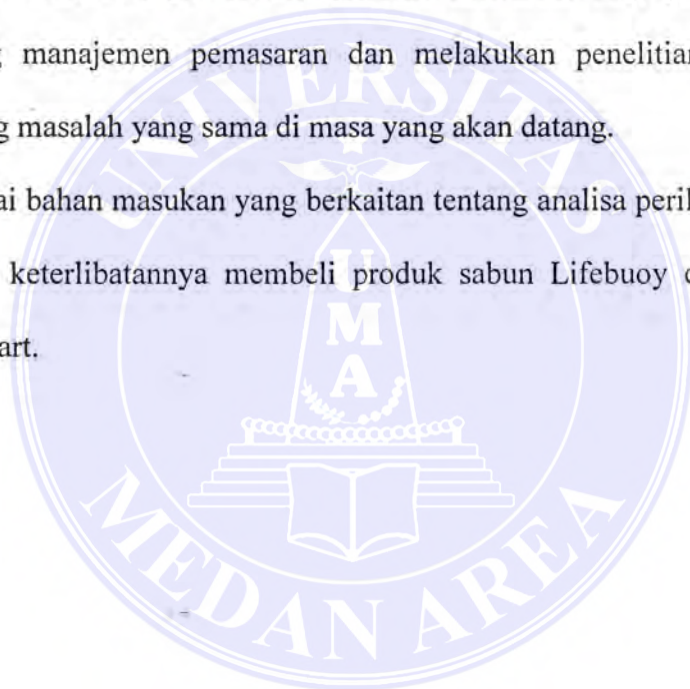 manajemen pemasaran dan melakukan penelitian
masalah yang sama di masa yang akan datang.
bahan masukan yang berkaitan tentang analisa
keterlibatannya membeli produk sabun Lifebuoy
UNIVERSITAS
UMA
MEDAN AREA